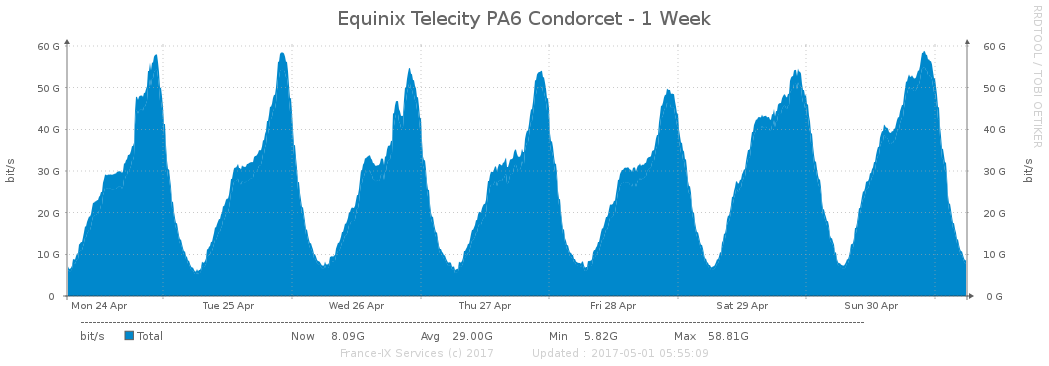 Equinix Telecity PA6 Condorcet - 1 Week
RRDTOOL / TOBI OETIKER
60 G 60 G
50 G 50 G
40 G 40 G
30 G 30 G
20 G 20 G
10 G 10 G
0 0 G
bit/s
bit/s
Mon 24 Apr Tue 25 Apr Wed 26 Apr Thu 27 Apr Fri 28 Apr Sat 29 Apr Sun 30 Apr
bit/s Total Now 8.09G Avg 29.00G Min 5.82G Max 58.81G
France-IX Services (c) 2017 Updated : 2017-05-01 05:55:09